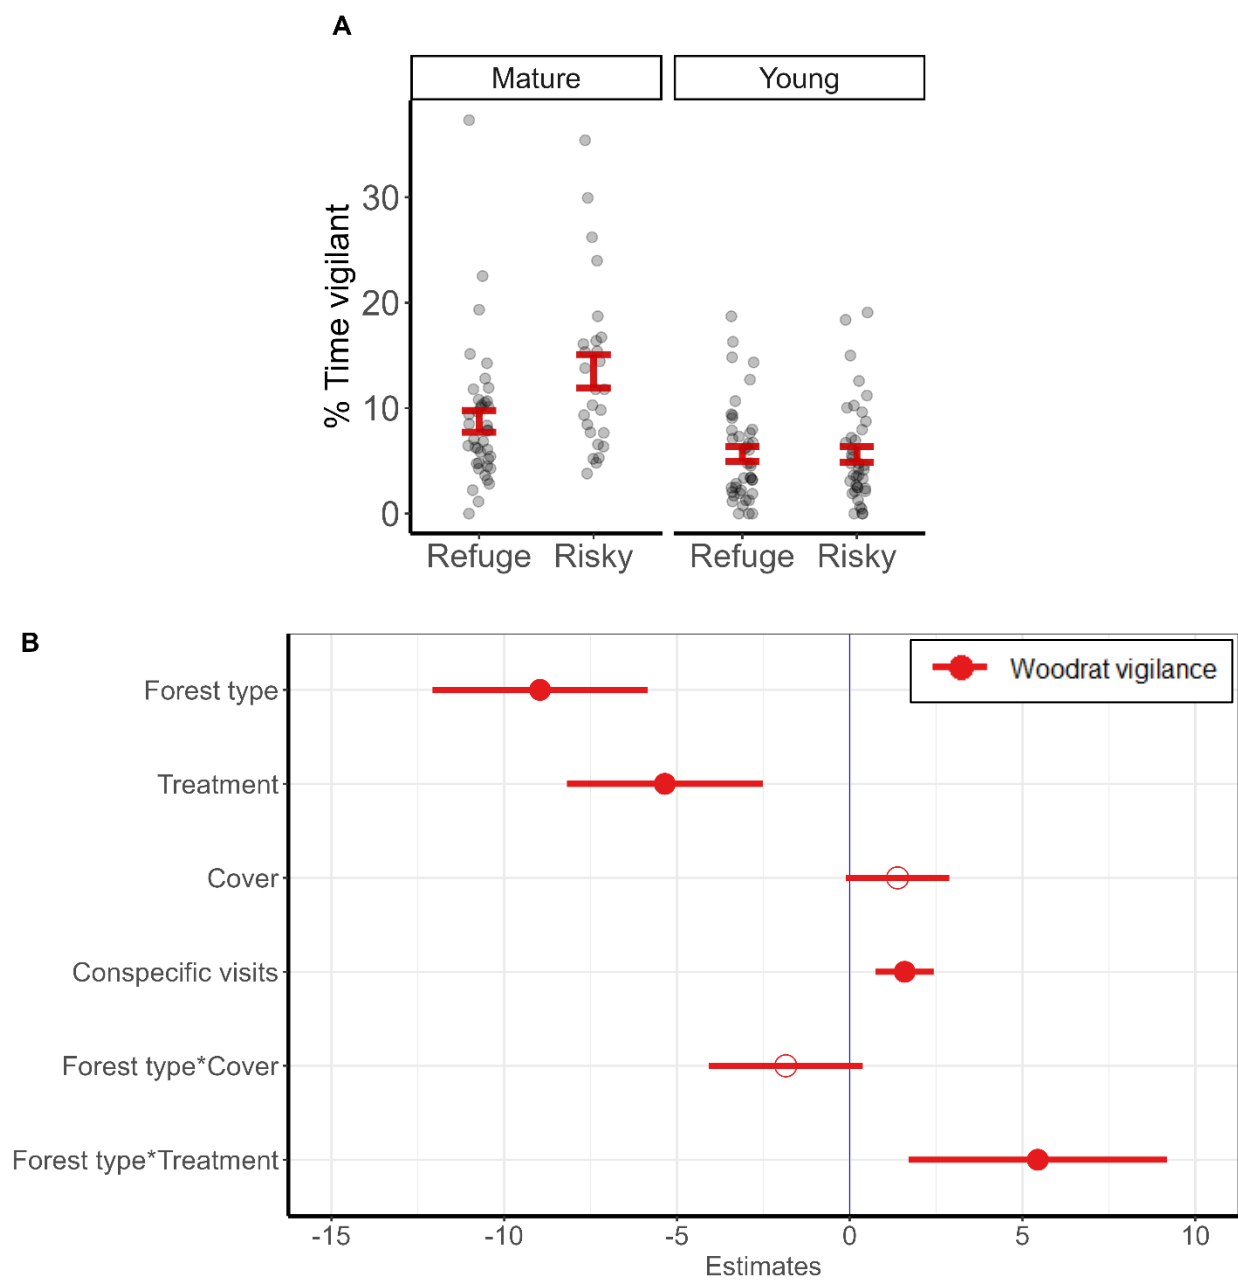 A
Mature Young
% Time vigilant
30
20
10
0
Refuge Risky Refuge Risky
B
Woodrat vigilance
Forest type
Treatment
Cover
Conspecific visits
Forest type*Cover
Forest type*Treatment
-15 -10 -5 0 5 10
Estimates